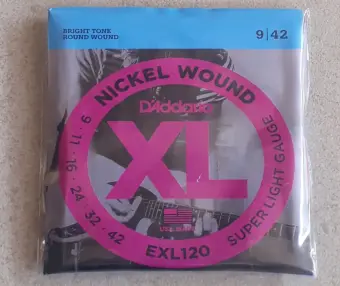 BRIGHT TONE
ROUND WOUND
9|42
NICKEL WOUND
D'Addario
XL
9 · 11 · 16 · 24 · 32 · 42
EXL120
SUPER LIGHT GAUGE